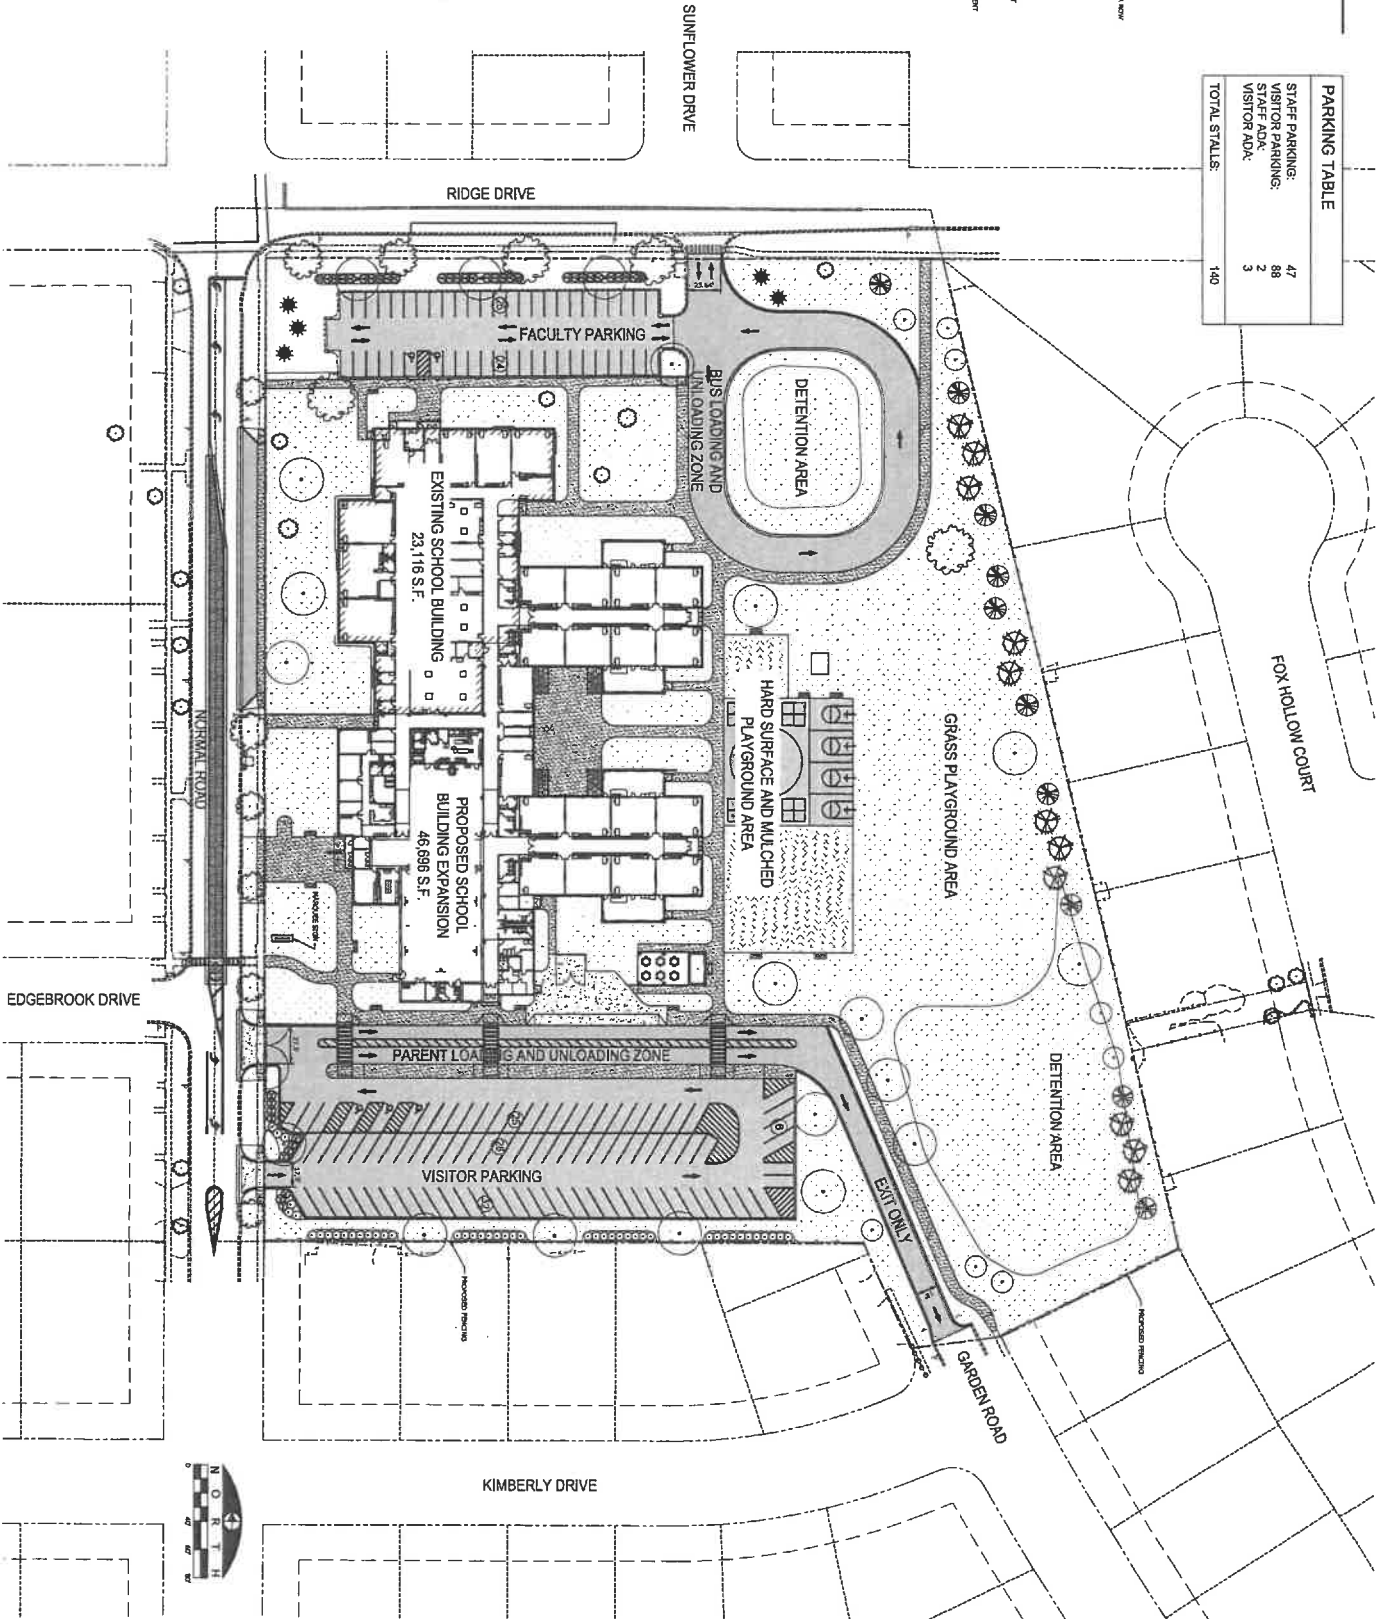 SUNFLOWER DRVE
PARKING TABLE
STAFF PARKING: 47
VISITOR PARKING: 88
STAFF ADA: 2
VISITOR ADA: 3
TOTAL STALLS: 140
RIDGE DRIVE
FACULTY PARKING
BUS LOADING AND
UNLOADING ZONE
DETENTION AREA
EXISTING SCHOOL BUILDING
23,116 S.F.
FOX HOLLOW COURT
HARD SURFACE AND MULCHED
PLAYGROUND AREA
GRASS PLAYGROUND AREA
NORMAL ROAD
PROPOSED SCHOOL
BUILDING EXPANSION
46,696 S.F
MARQUEE SIGN
EDGEBROOK DRIVE
PARENT LOADING AND UNLOADING ZONE
DETENTION AREA
VISITOR PARKING
EXIT ONLY
PROPOSED FENCING
PROPOSED FENCING
GARDEN ROAD
KIMBERLY DRIVE
NORTH